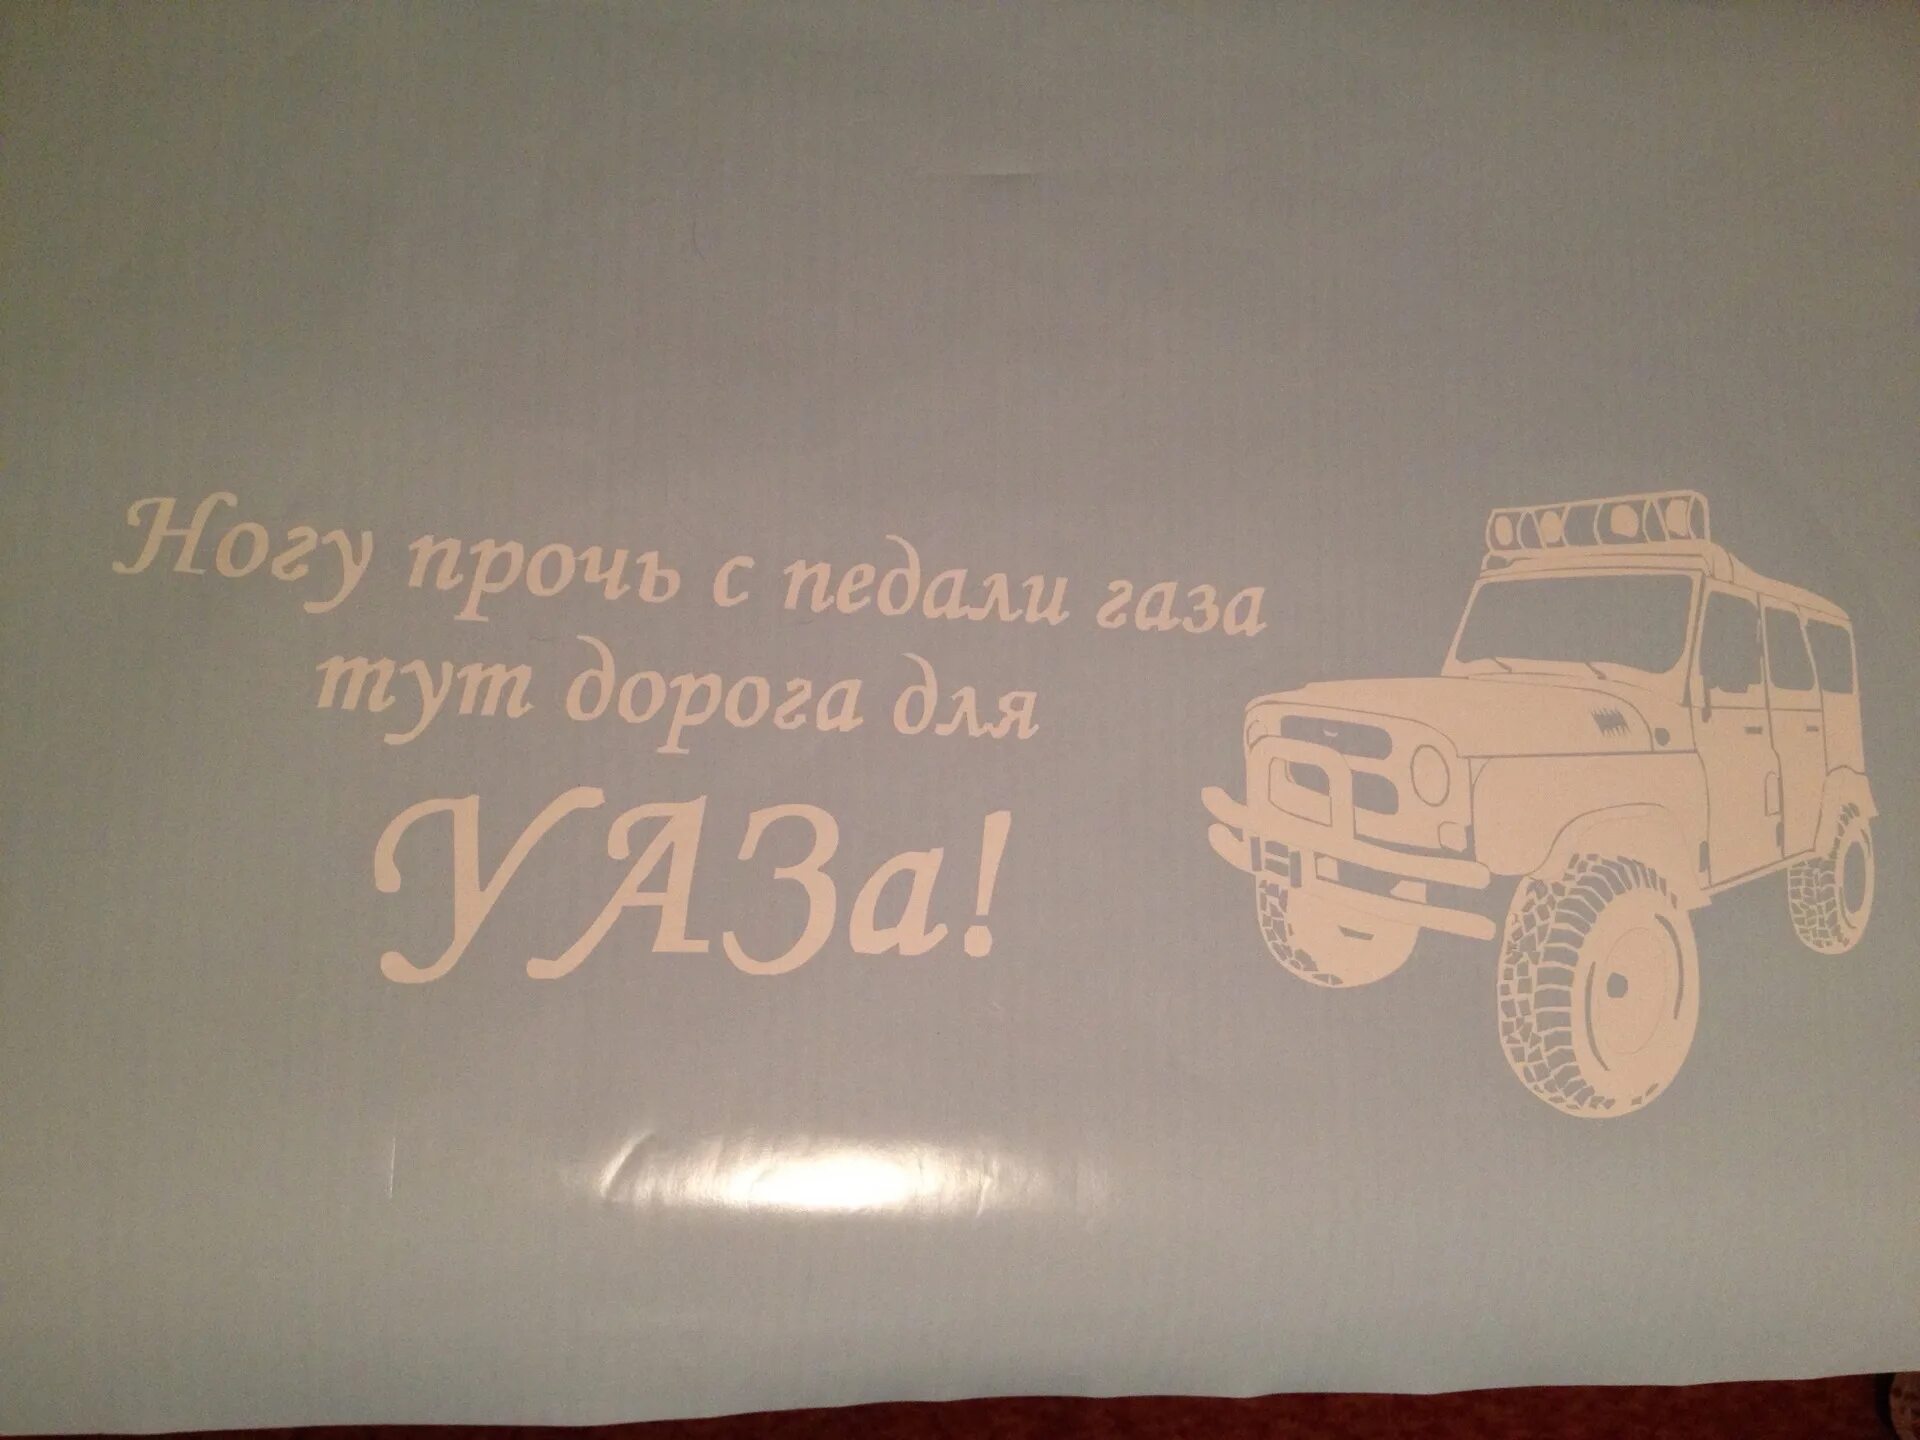 Ногу прочь с педали газа
тут дорога для
УАЗа!